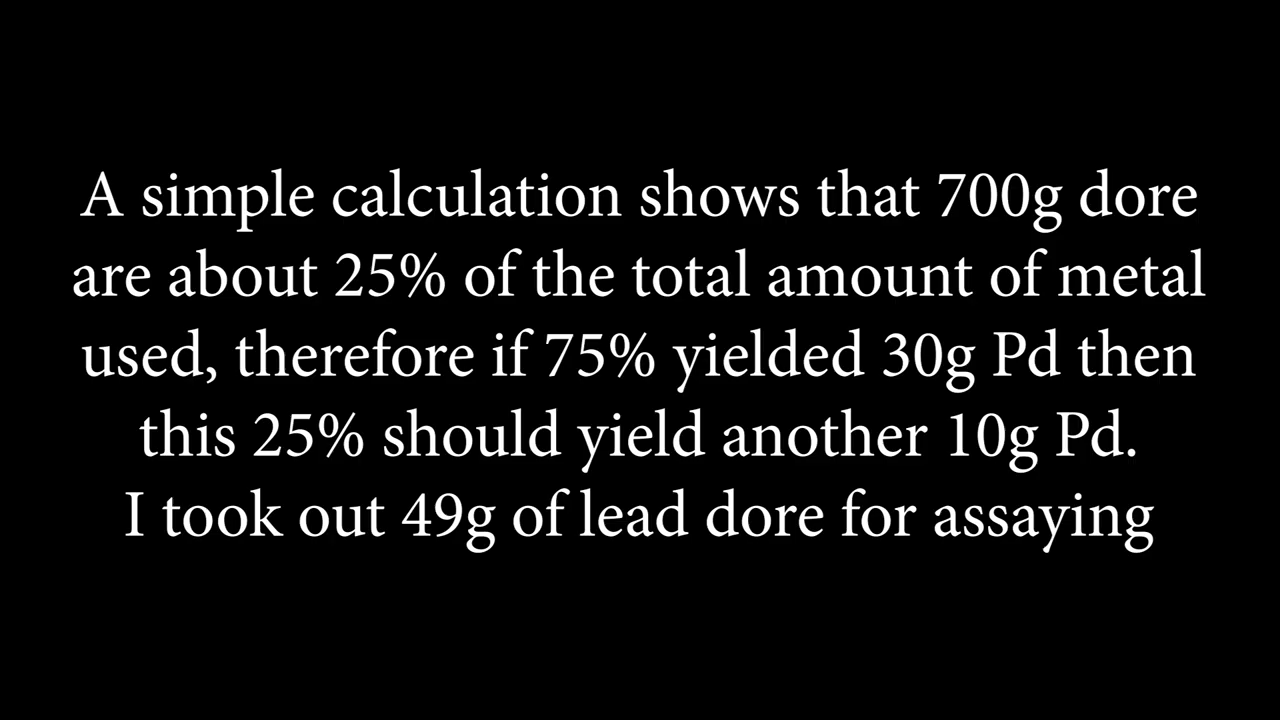 A simple calculation shows that 700g dore
are about 25% of the total amount of metal
used, therefore if 75% yielded 30g Pd then
this 25% should yield another 10g Pd.
I took out 49g of lead dore for assaying